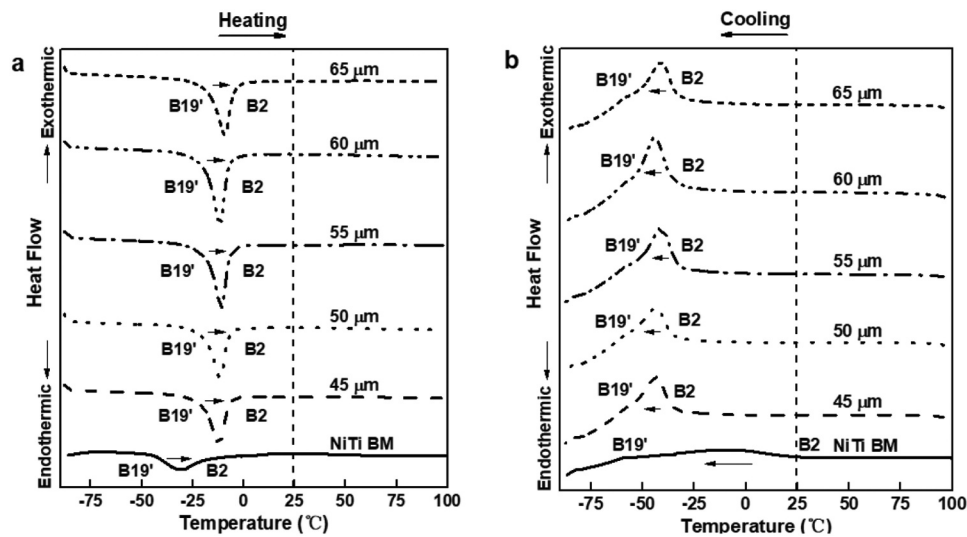 Heating
a
Exothermic
Heat Flow
Endothermic
65 μm
B19' B2
60 μm
B19' B2
55 μm
B19' B2
50 μm
B19' B2
45 μm
B19' B2
NiTi BM
B19' B2
-75 -50 -25 0 25 50 75 100
Temperature (℃)
Cooling
b
Exothermic
Heat Flow
Endothermic
B19' B2
65 μm
B19' B2
60 μm
B19' B2
55 μm
B19' B2
50 μm
B19' B2
45 μm
B19' B2
NiTi BM
-75 -50 -25 0 25 50 75 100
Temperature (℃)